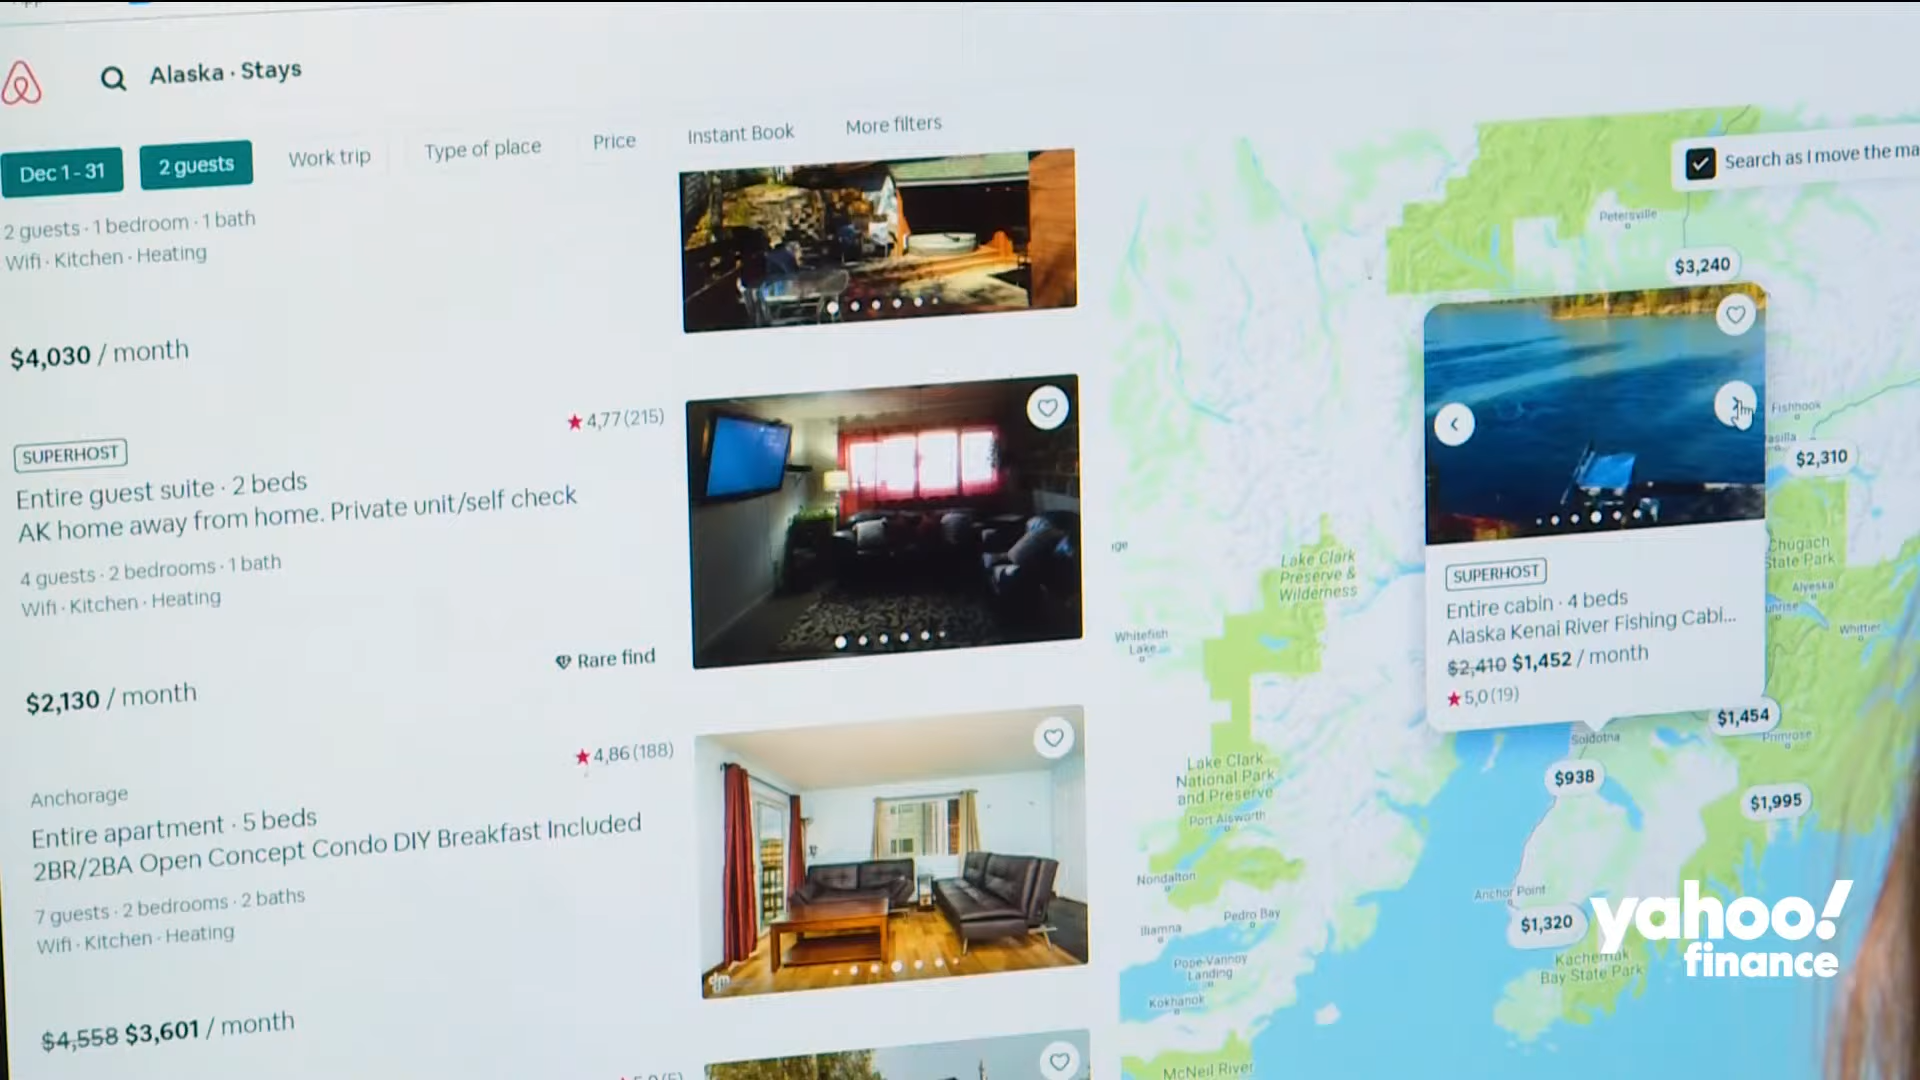 Alaska · Stays
Dec 1 - 31
2 guests
Work trip
Type of place
Price
Instant Book
More filters
2 guests · 1 bedroom · 1 bath
Wifi · Kitchen · Heating
$4,030 / month
4,77 (215)
SUPERHOST
Entire guest suite · 2 beds
AK home away from home. Private unit/self check
4 guests · 2 bedrooms · 1 bath
Wifi · Kitchen · Heating
Rare find
$2,130 / month
4,86 (188)
Anchorage
Entire apartment · 5 beds
2BR/2BA Open Concept Condo DIY Breakfast Included
7 guests · 2 bedrooms · 2 baths
Wifi · Kitchen · Heating
$4,558 $3,601 / month
Search as I move the ma
Petersville
$3,240
Fishhook
asilla
$2,310
Chugach
State Park
Alyeska
unrise
Whittier
SUPERHOST
Entire cabin · 4 beds
Alaska Kenai River Fishing Cabi...
$2,410 $1,452 / month
5,0 (19)
Lake Clark
Preserve &
Wilderness
Whitefish
Lake
$1,454
Soldotna
Primrose
$938
$1,995
Lake Clark
National Park
and Preserve
Port Alsworth
Nondalton
Anchor Point
$1,320
Iliamna
Pedro Bay
Pope-Vannoy
Landing
Kokhanok
Kachemak
Bay State Park
McNeil River
yahoo!
finance